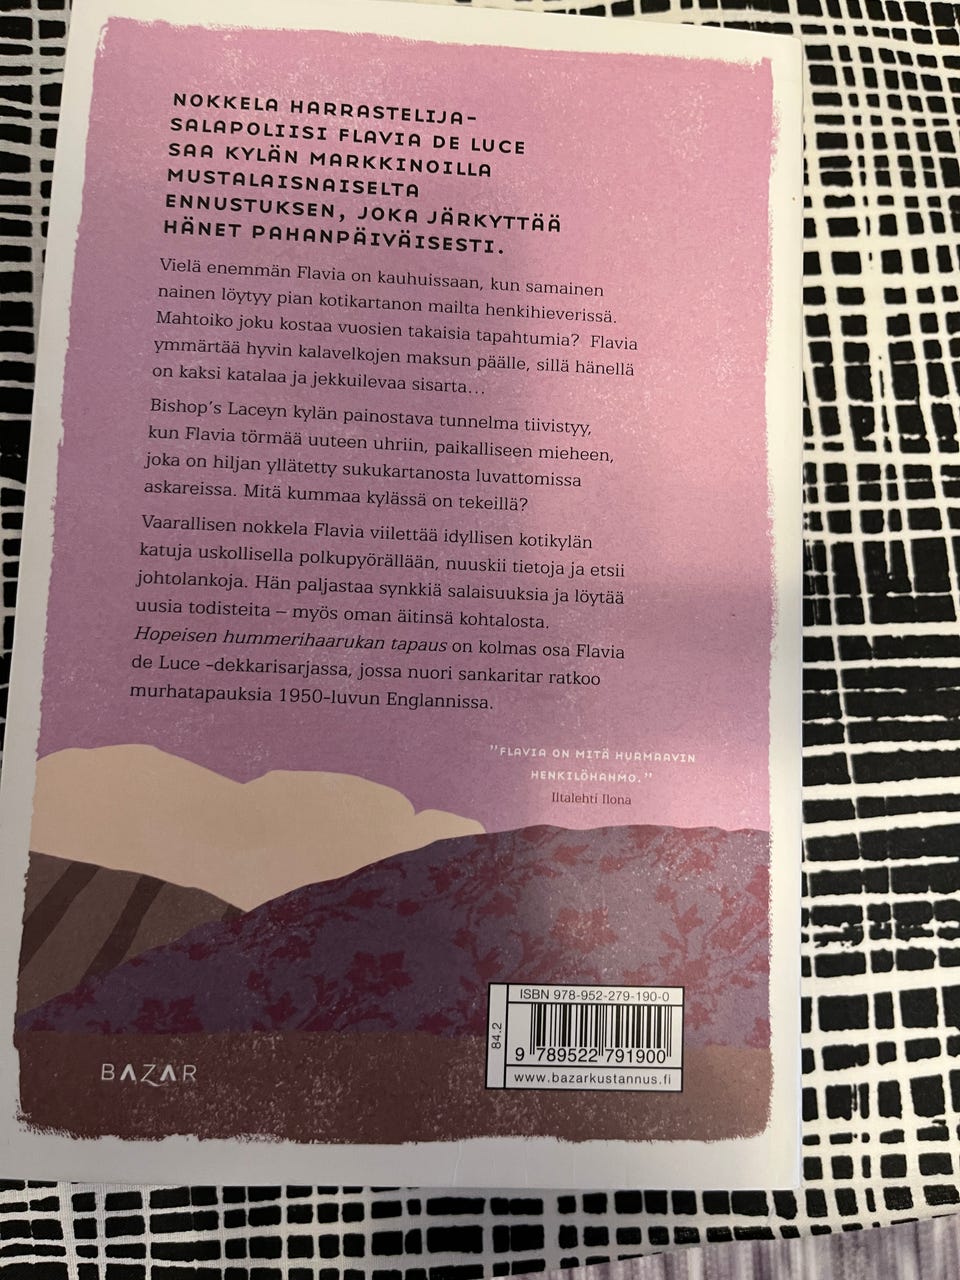 NOKKELA HARRASTELIJA-
SALAPOLIISI FLAVIA DE LUCE
SAA KYLÄN MARKKINOILLA
MUSTALAISNAISELTA
ENNUSTUKSEN, JOKA JÄRKYTTÄÄ
HÄNET PAHANPÄIVÄISESTI.
Vielä enemmän Flavia on kauhuissaan, kun samainen
nainen löytyy pian kotikartanon mailta henkihieverissä.
Mahtoiko joku kostaa vuosien takaisia tapahtumia? Flavia
ymmärtää hyvin kalavelkojen maksun päälle, sillä hänellä
on kaksi katalaa ja jekkuilevaa sisarta...
Bishop's Laceyn kylän painostava tunnelma tiivistyy,
kun Flavia törmää uuteen uhriin, paikalliseen mieheen,
joka on hiljan yllätetty sukukartanosta luvattomissa
askareissa. Mitä kummaa kylässä on tekeillä?
Vaarallisen nokkela Flavia viilettää idyllisen kotikylän
katuja uskollisella polkupyörällään, nuuskii tietoja ja etsii
johtolankoja. Hän paljastaa synkkiä salaisuuksia ja löytää
uusia todisteita – myös oman äitinsä kohtalosta.
Hopeisen hummerihaarukan tapaus on kolmas osa Flavia
de Luce -dekkarisarjassa, jossa nuori sankaritar ratkoo
murhatapauksia 1950-luvun Englannissa.
"FLAVIA ON MITÄ HURMAAVIN
HENKILÖHAHMO."
Iltalehti Ilona
ISBN 978-952-279-190-0
84.2
9 789522 791900
www.bazarkustannus.fi
BAZAR